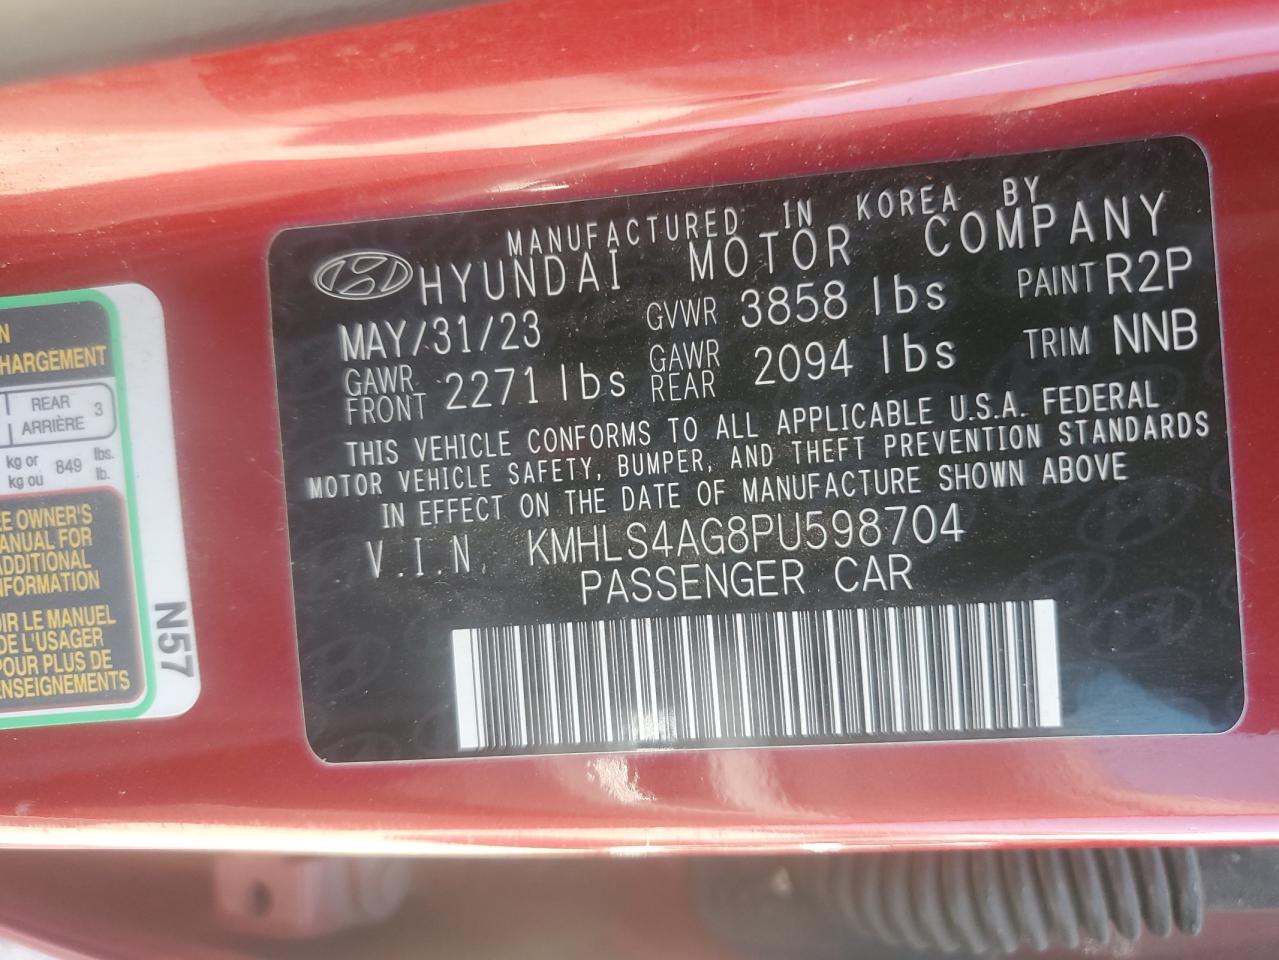 MANUFACTURED IN KOREA BY
HYUNDAI MOTOR COMPANY
MAY/31/23 GVWR 3858 lbs PAINT R2P
GAWR FRONT 2271 lbs GAWR REAR 2094 lbs TRIM NNB
THIS VEHICLE CONFORMS TO ALL APPLICABLE U.S.A. FEDERAL
MOTOR VEHICLE SAFETY, BUMPER, AND THEFT PREVENTION STANDARDS
IN EFFECT ON THE DATE OF MANUFACTURE SHOWN ABOVE
V.I.N. KMHLS4AG8PU598704
PASSENGER CAR
HARGEMENT
REAR
ARRIÈRE 3
kg or
kg ou 849 lbs.
lb.
E OWNER'S
ANUAL FOR
DDITIONAL
NFORMATION
IR LE MANUEL
DE L'USAGER
POUR PLUS DE
ENSEIGNEMENTS
N57